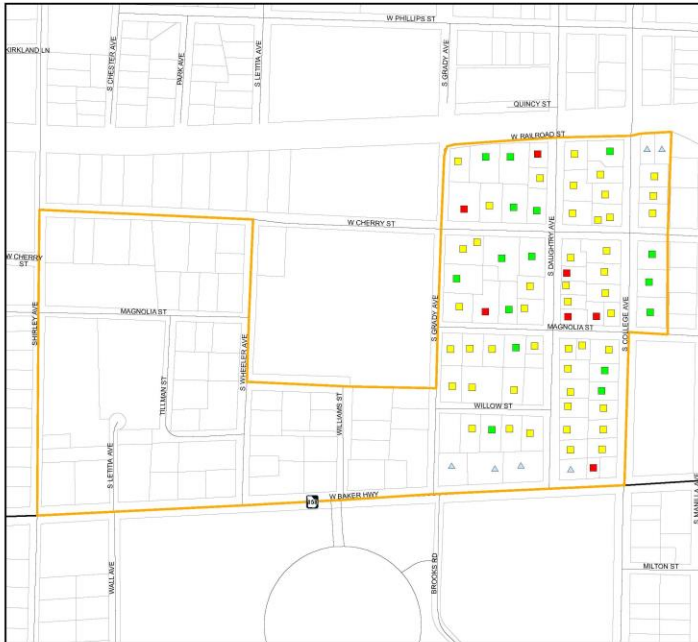 W PHILLIPS ST
KIRKLAND LN
S CHESTER AVE
PARK AVE
S LETITIA AVE
S GRADY AVE
QUINCY ST
W RAILROAD ST
W CHERRY ST
S DAUGHTRY AVE
W CHERRY
ST
SHIRLEY AVE
MAGNOLIA ST
S WHEELER AVE
S GRADY AVE
MAGNOLIA ST
S COLLEGE AVE
TILLMAN ST
WILLIAMS ST
WILLOW ST
S LETITIA AVE
W BAKER HWY
S MANILLA AVE
WALL AVE
BROOKS RD
MILTON ST